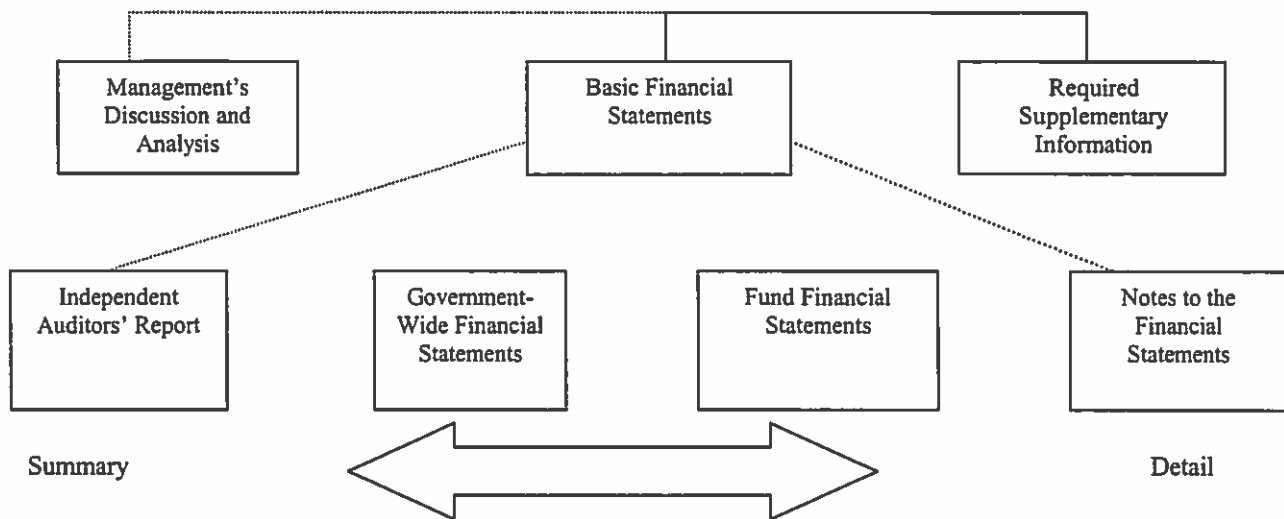 Management's
Discussion and
Analysis
Basic Financial
Statements
Required
Supplementary
Information
Independent
Auditors' Report
Government-
Wide Financial
Statements
Fund Financial
Statements
Notes to the
Financial
Statements
Summary
Detail